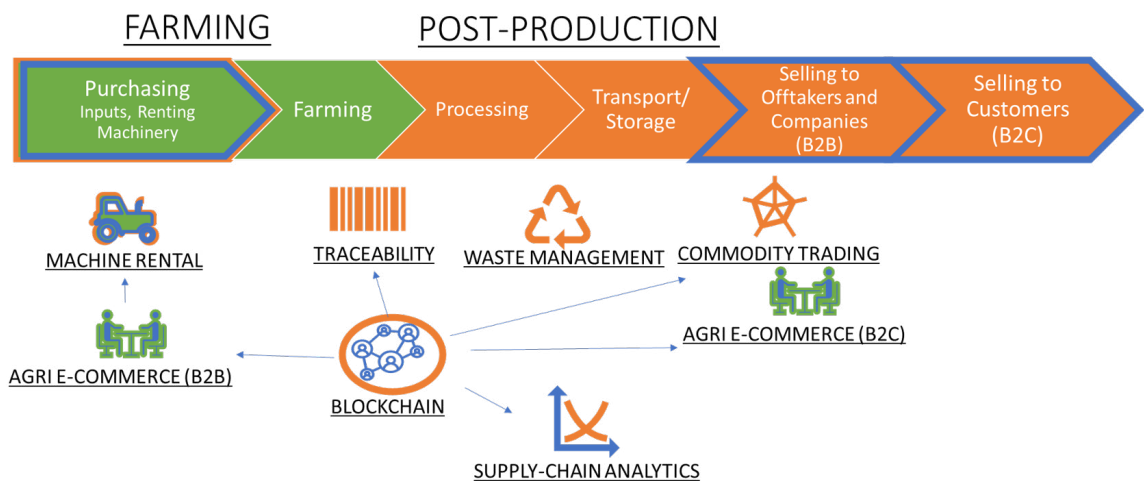 FARMING
POST-PRODUCTION
Purchasing
Inputs, Renting
Machinery
Farming
Processing
Transport/
Storage
Selling to
Offtakers and
Companies
(B2B)
Selling to
Customers
(B2C)
MACHINE RENTAL
TRACEABILITY
WASTE MANAGEMENT
COMMODITY TRADING
AGRI E-COMMERCE (B2B)
BLOCKCHAIN
AGRI E-COMMERCE (B2C)
SUPPLY-CHAIN ANALYTICS